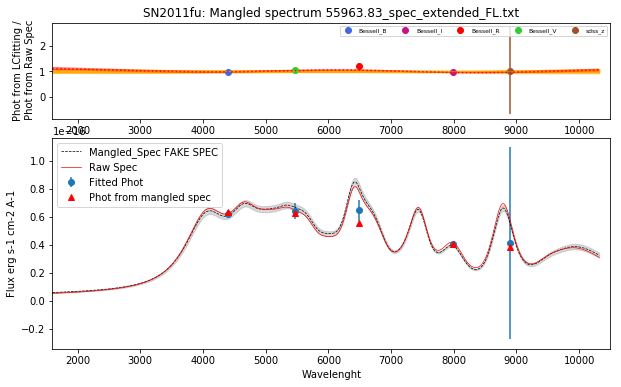 SN2011fu: Mangled spectrum 55963.83_spec_extended_FL.txt
Phot from LCfitting /
Phot from Raw Spec
2
1
0
Bessell_B
Bessell_I
Bessell_R
Bessell_V
sdss_z
2000 3000 4000 5000 6000 7000 8000 9000 10000
1e−16
Flux erg s-1 cm-2 A-1
1.0
0.8
0.6
0.4
0.2
0.0
−0.2
Mangled_Spec FAKE SPEC
Raw Spec
Fitted Phot
Phot from mangled spec
2000 3000 4000 5000 6000 7000 8000 9000 10000
Wavelenght